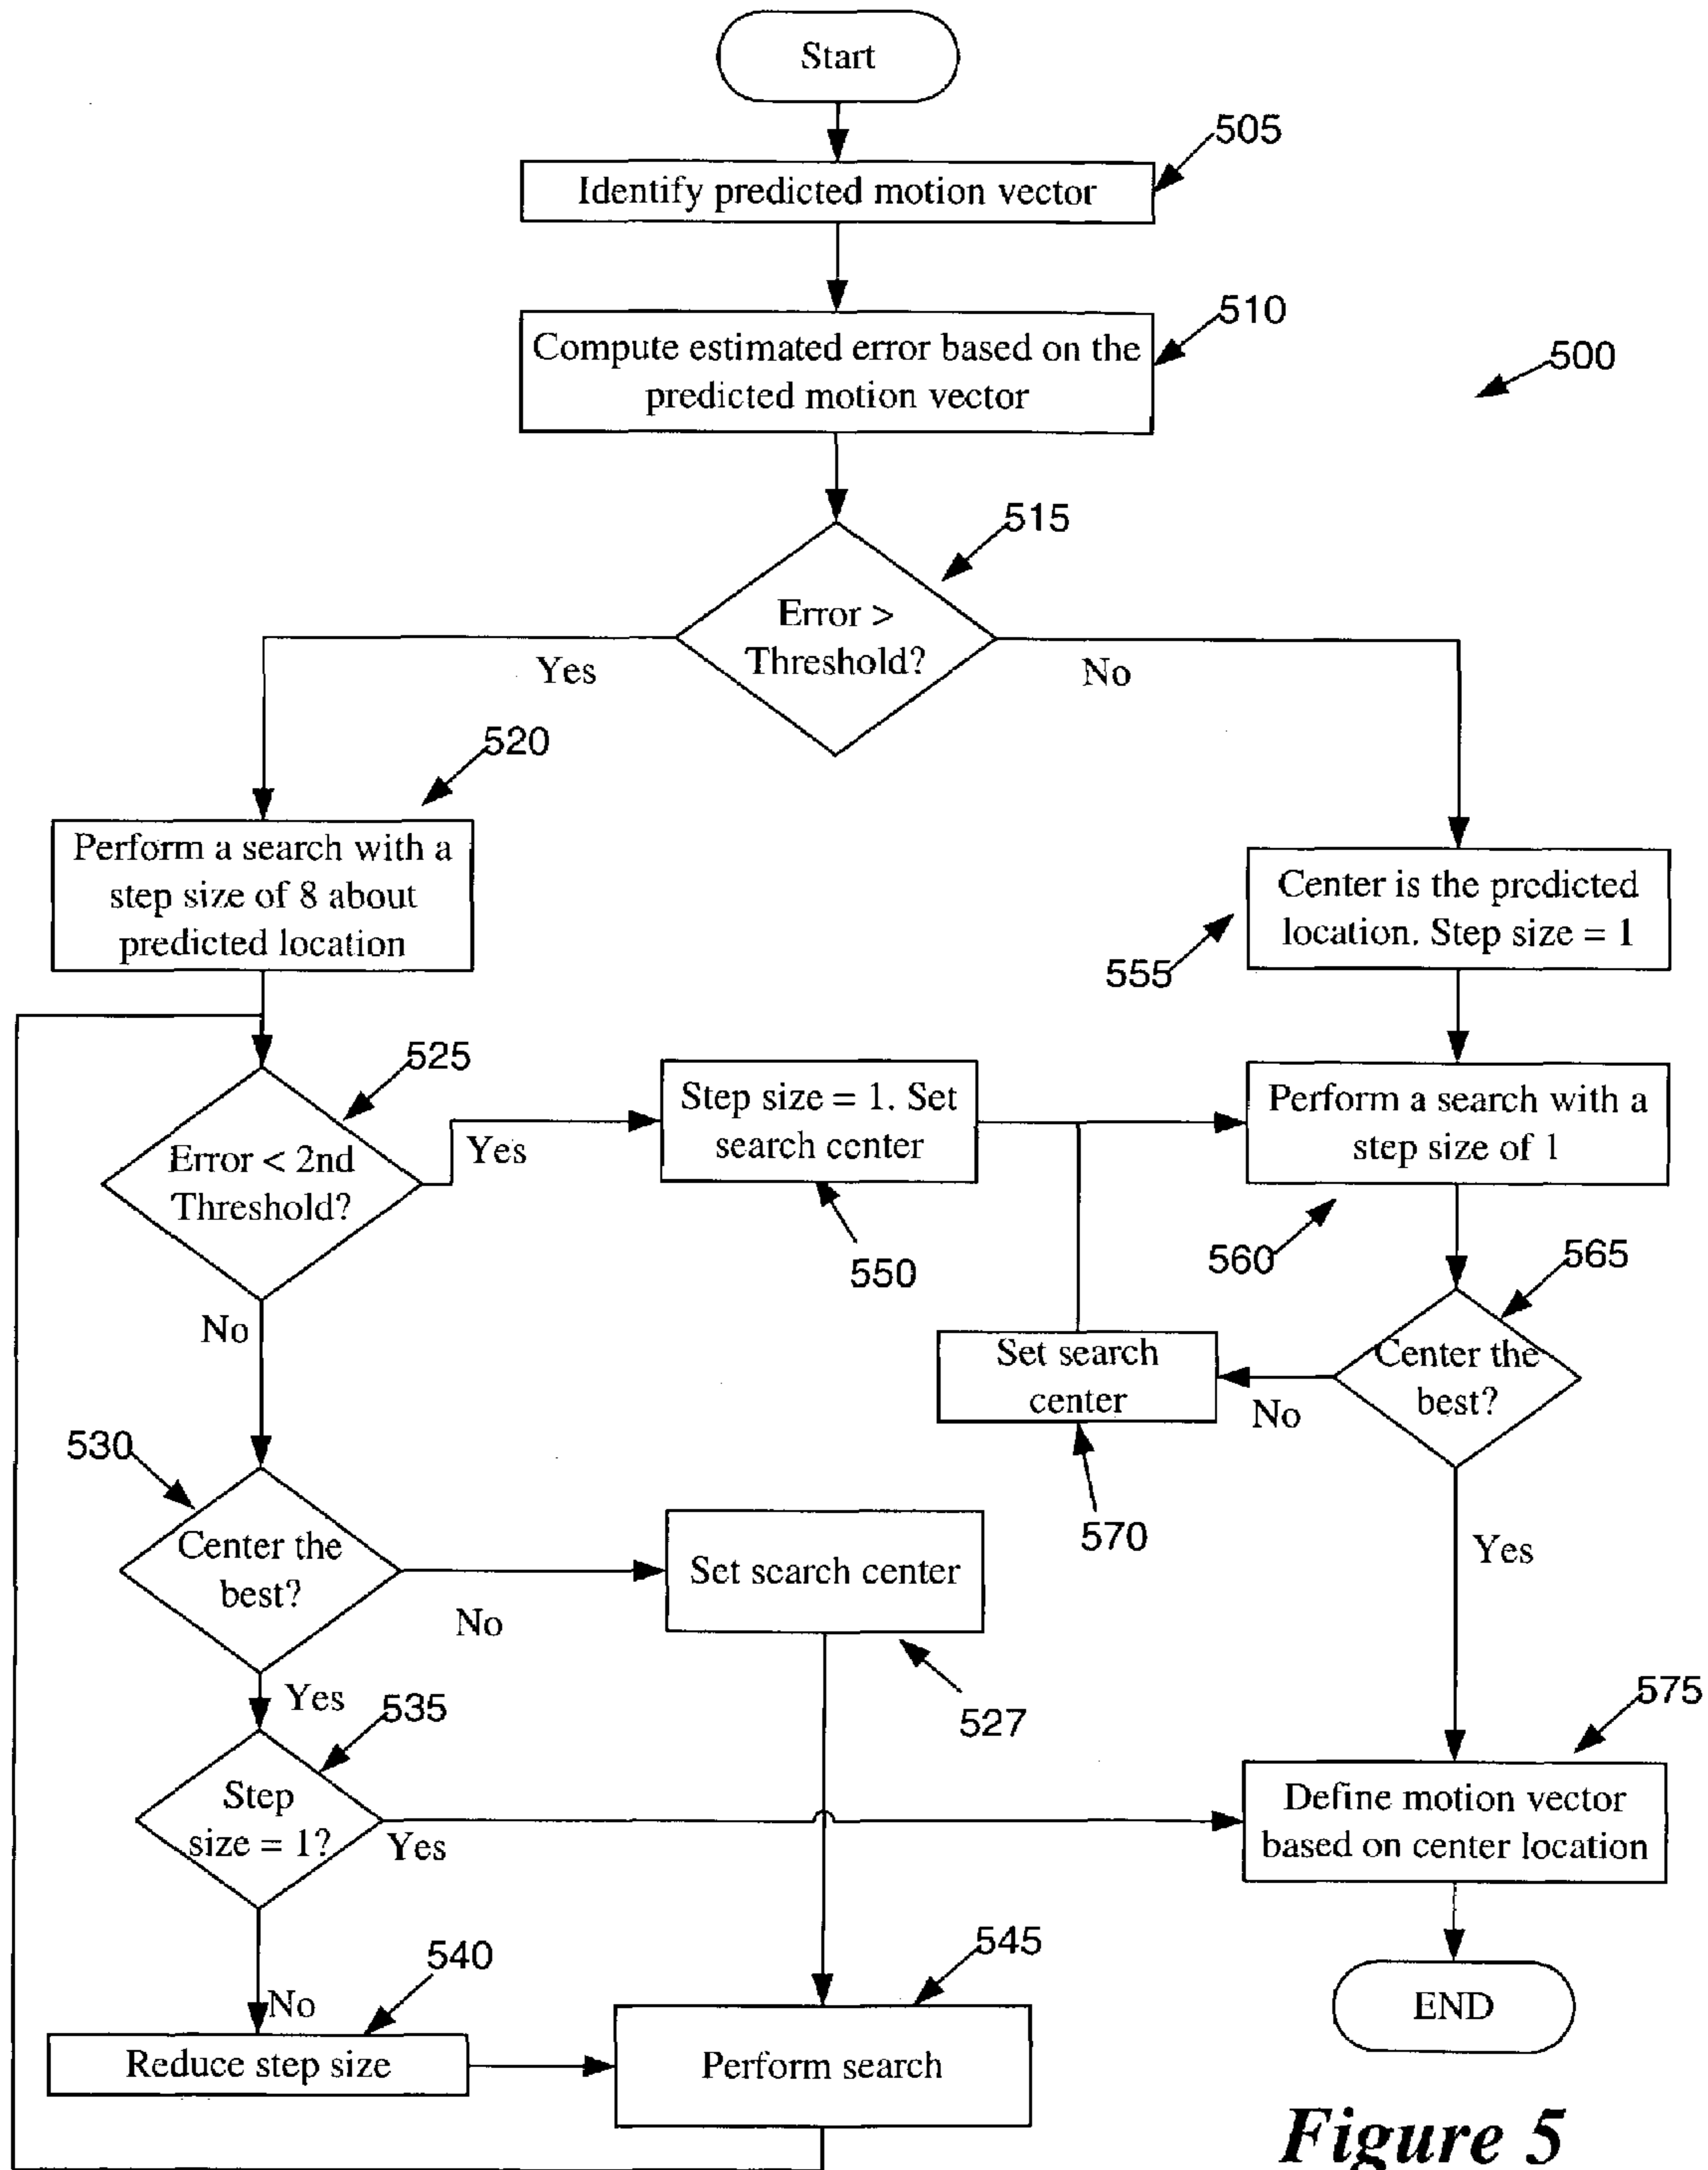 Start
505
Identify predicted motion vector
510
Compute estimated error based on the
predicted motion vector
500
515
Error >
Threshold?
Yes
No
520
Perform a search with a
step size of 8 about
predicted location
Center is the predicted
location. Step size = 1
555
525
Error < 2nd
Threshold?
Yes
Step size = 1. Set
search center
550
Perform a search with a
step size of 1
560
565
No
Set search
center
No
Center the
best?
570
530
Center the
best?
No
Set search center
527
Yes
Yes
535
575
Step
size = 1?
Yes
Define motion vector
based on center location
540
545
No
Reduce step size
Perform search
END
Figure 5